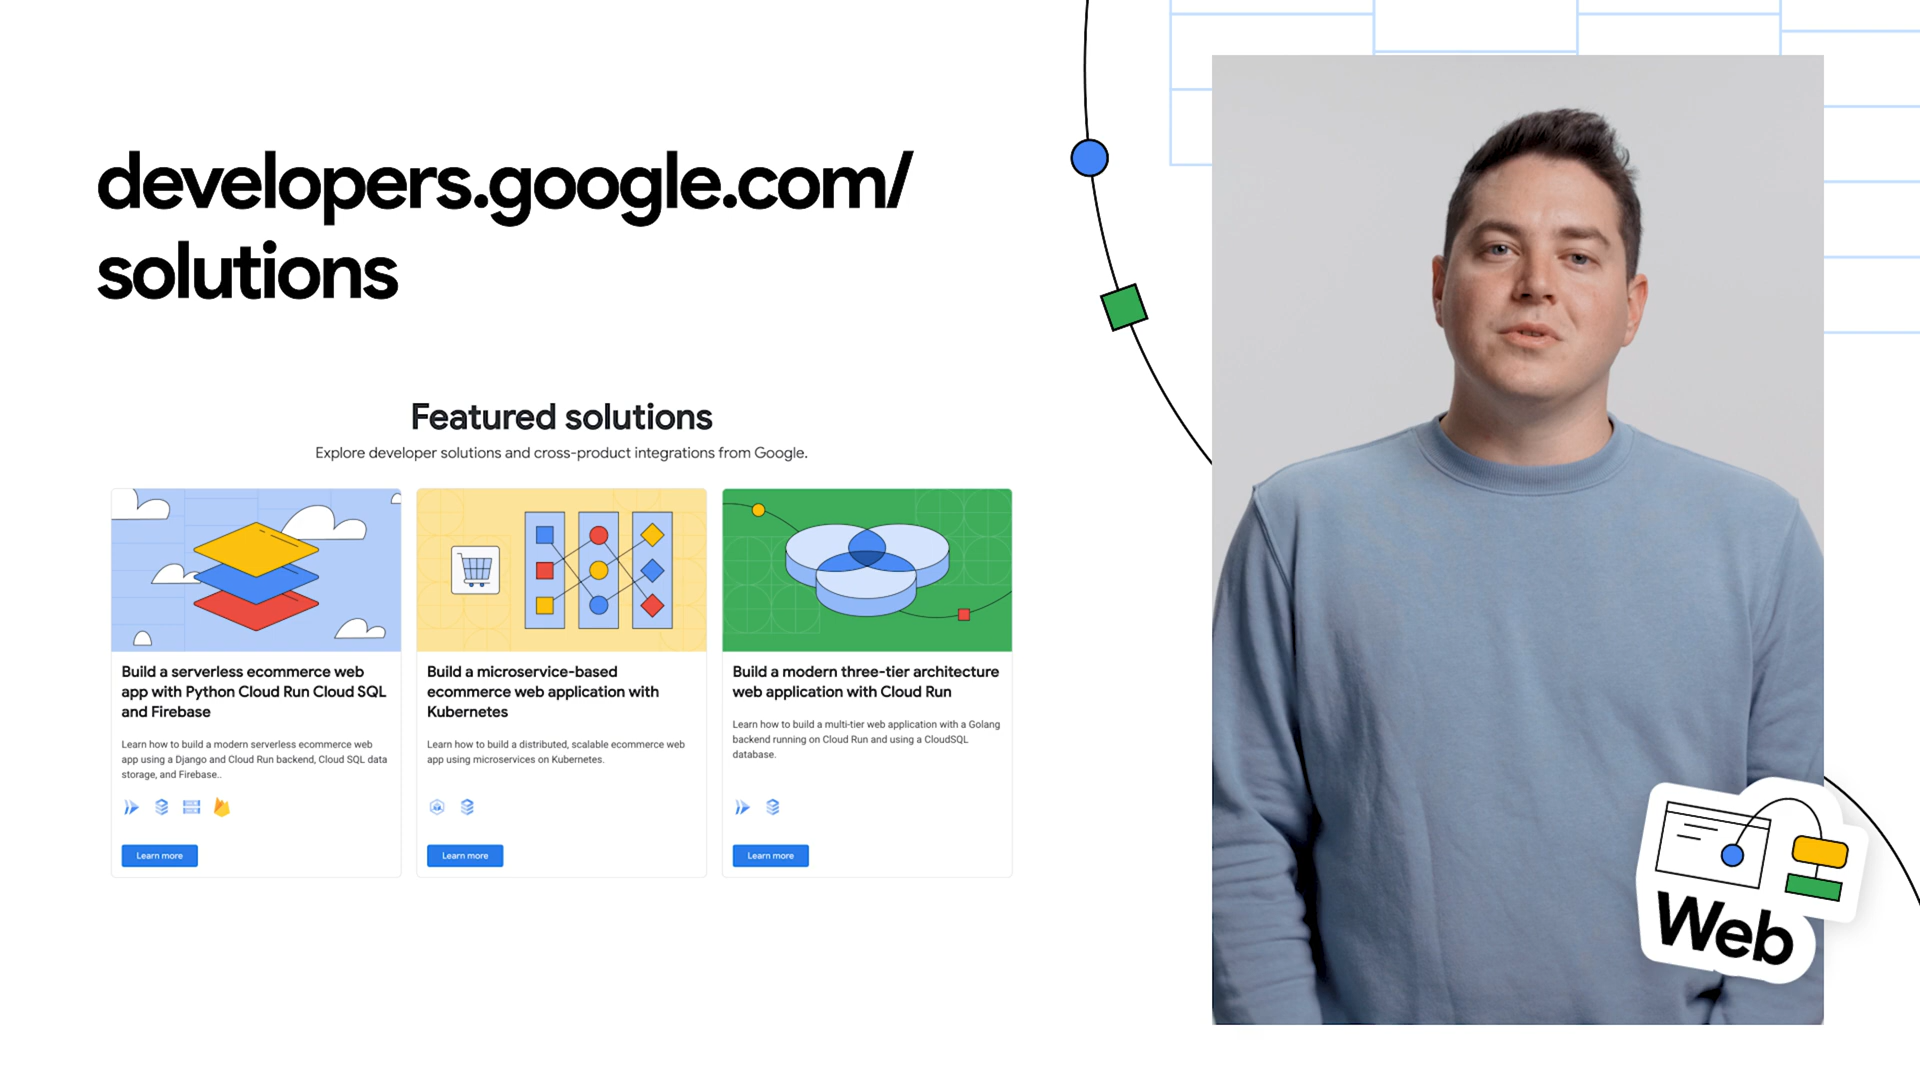 developers.google.com/
solutions
Featured solutions
Explore developer solutions and cross-product integrations from Google.
Build a serverless ecommerce web
app with Python Cloud Run Cloud SQL
and Firebase
Learn how to build a modern serverless ecommerce web
app using a Django and Cloud Run backend, Cloud SQL data
storage, and Firebase..
Learn more
Build a microservice-based
ecommerce web application with
Kubernetes
Learn how to build a distributed, scalable ecommerce web
app using microservices on Kubernetes.
Learn more
Build a modern three-tier architecture
web application with Cloud Run
Learn how to build a multi-tier web application with a Golang
backend running on Cloud Run and using a CloudSQL
database.
Learn more
Web